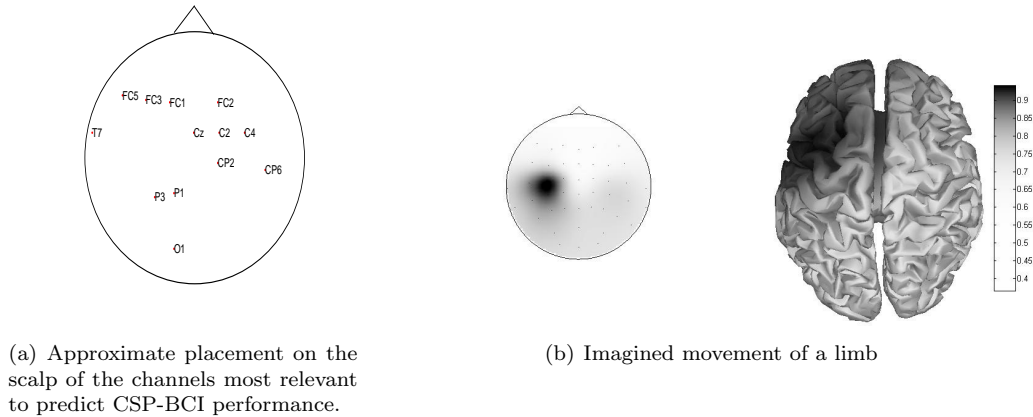 FC5 FC3 FC1 FC2
T7 Cz C2 C4
CP2 CP6
P3 P1
O1
0.9
0.85
0.8
0.75
0.7
0.65
0.6
0.55
0.5
0.45
0.4
(a) Approximate placement on the
scalp of the channels most relevant
to predict CSP-BCI performance.
(b) Imagined movement of a limb